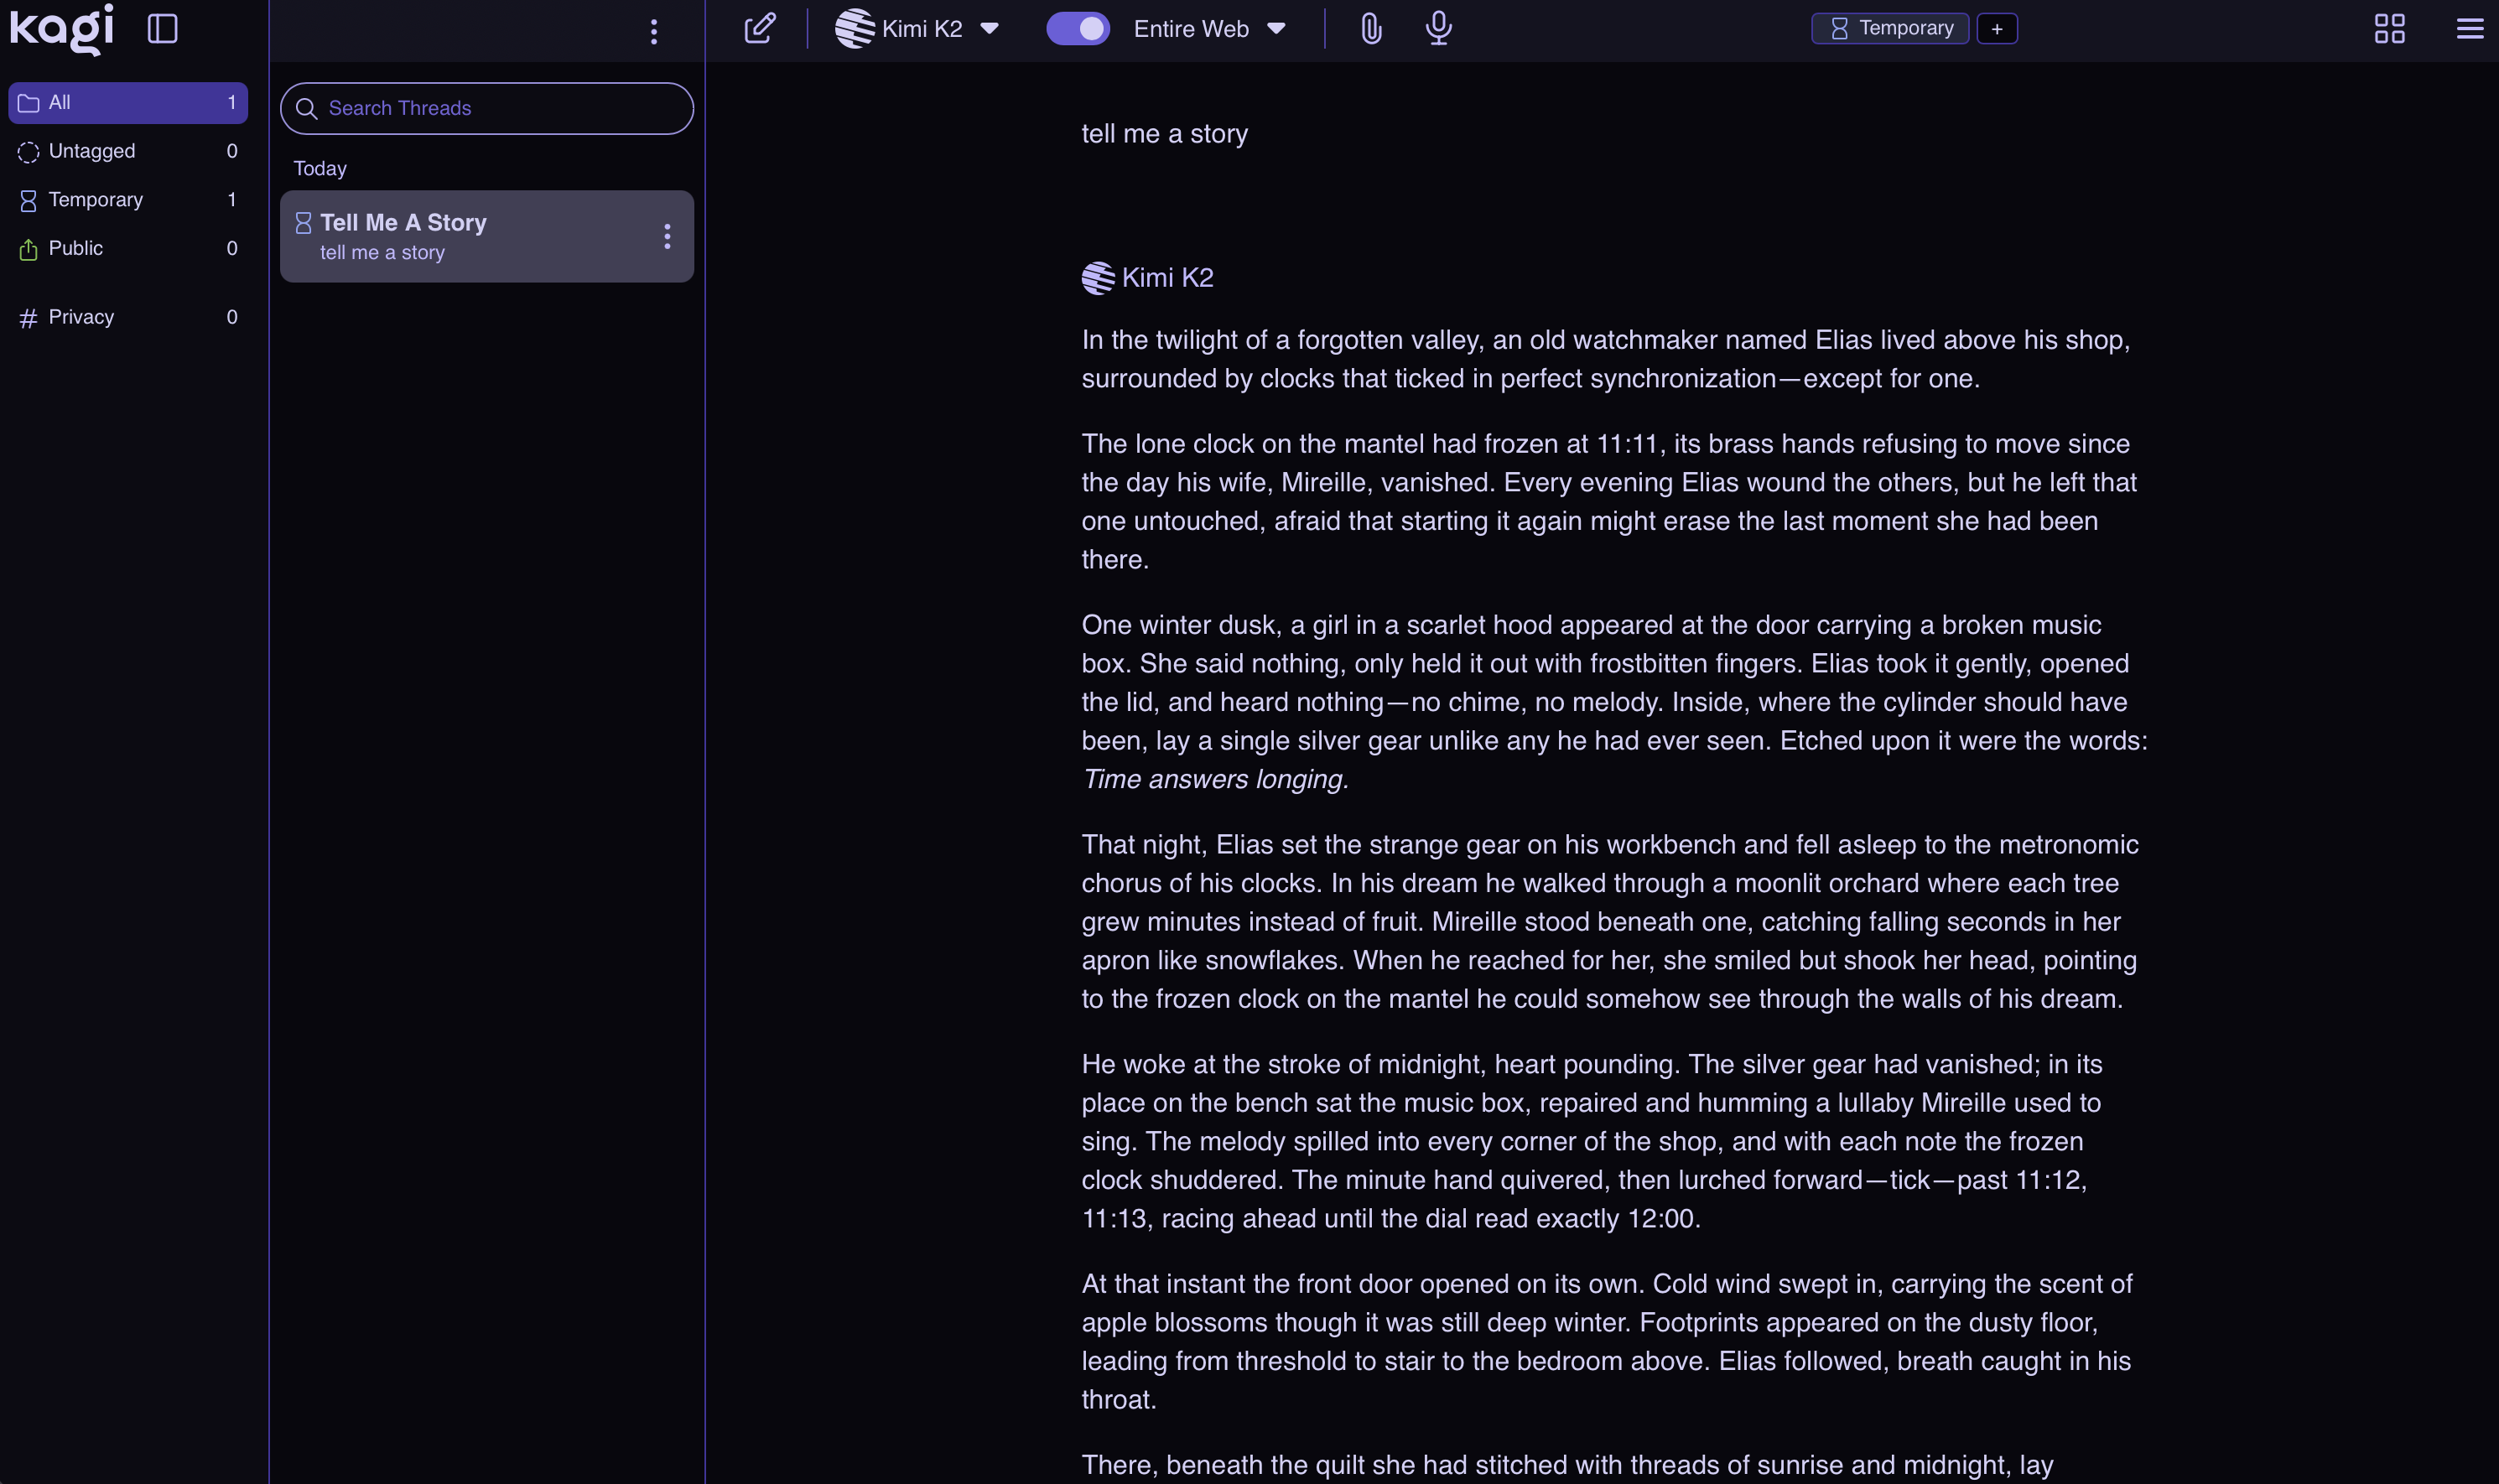 kagi
All 1
Untagged 0
Temporary 1
Public 0
# Privacy 0
Search Threads
Today
Tell Me A Story
tell me a story
Kimi K2
Entire Web
Temporary
+
tell me a story
Kimi K2
In the twilight of a forgotten valley, an old watchmaker named Elias lived above his shop,
surrounded by clocks that ticked in perfect synchronization—except for one.
The lone clock on the mantel had frozen at 11:11, its brass hands refusing to move since
the day his wife, Mireille, vanished. Every evening Elias wound the others, but he left that
one untouched, afraid that starting it again might erase the last moment she had been
there.
One winter dusk, a girl in a scarlet hood appeared at the door carrying a broken music
box. She said nothing, only held it out with frostbitten fingers. Elias took it gently, opened
the lid, and heard nothing—no chime, no melody. Inside, where the cylinder should have
been, lay a single silver gear unlike any he had ever seen. Etched upon it were the words:
Time answers longing.
That night, Elias set the strange gear on his workbench and fell asleep to the metronomic
chorus of his clocks. In his dream he walked through a moonlit orchard where each tree
grew minutes instead of fruit. Mireille stood beneath one, catching falling seconds in her
apron like snowflakes. When he reached for her, she smiled but shook her head, pointing
to the frozen clock on the mantel he could somehow see through the walls of his dream.
He woke at the stroke of midnight, heart pounding. The silver gear had vanished; in its
place on the bench sat the music box, repaired and humming a lullaby Mireille used to
sing. The melody spilled into every corner of the shop, and with each note the frozen
clock shuddered. The minute hand quivered, then lurched forward—tick—past 11:12,
11:13, racing ahead until the dial read exactly 12:00.
At that instant the front door opened on its own. Cold wind swept in, carrying the scent of
apple blossoms though it was still deep winter. Footprints appeared on the dusty floor,
leading from threshold to stair to the bedroom above. Elias followed, breath caught in his
throat.
There, beneath the quilt she had stitched with threads of sunrise and midnight, lay